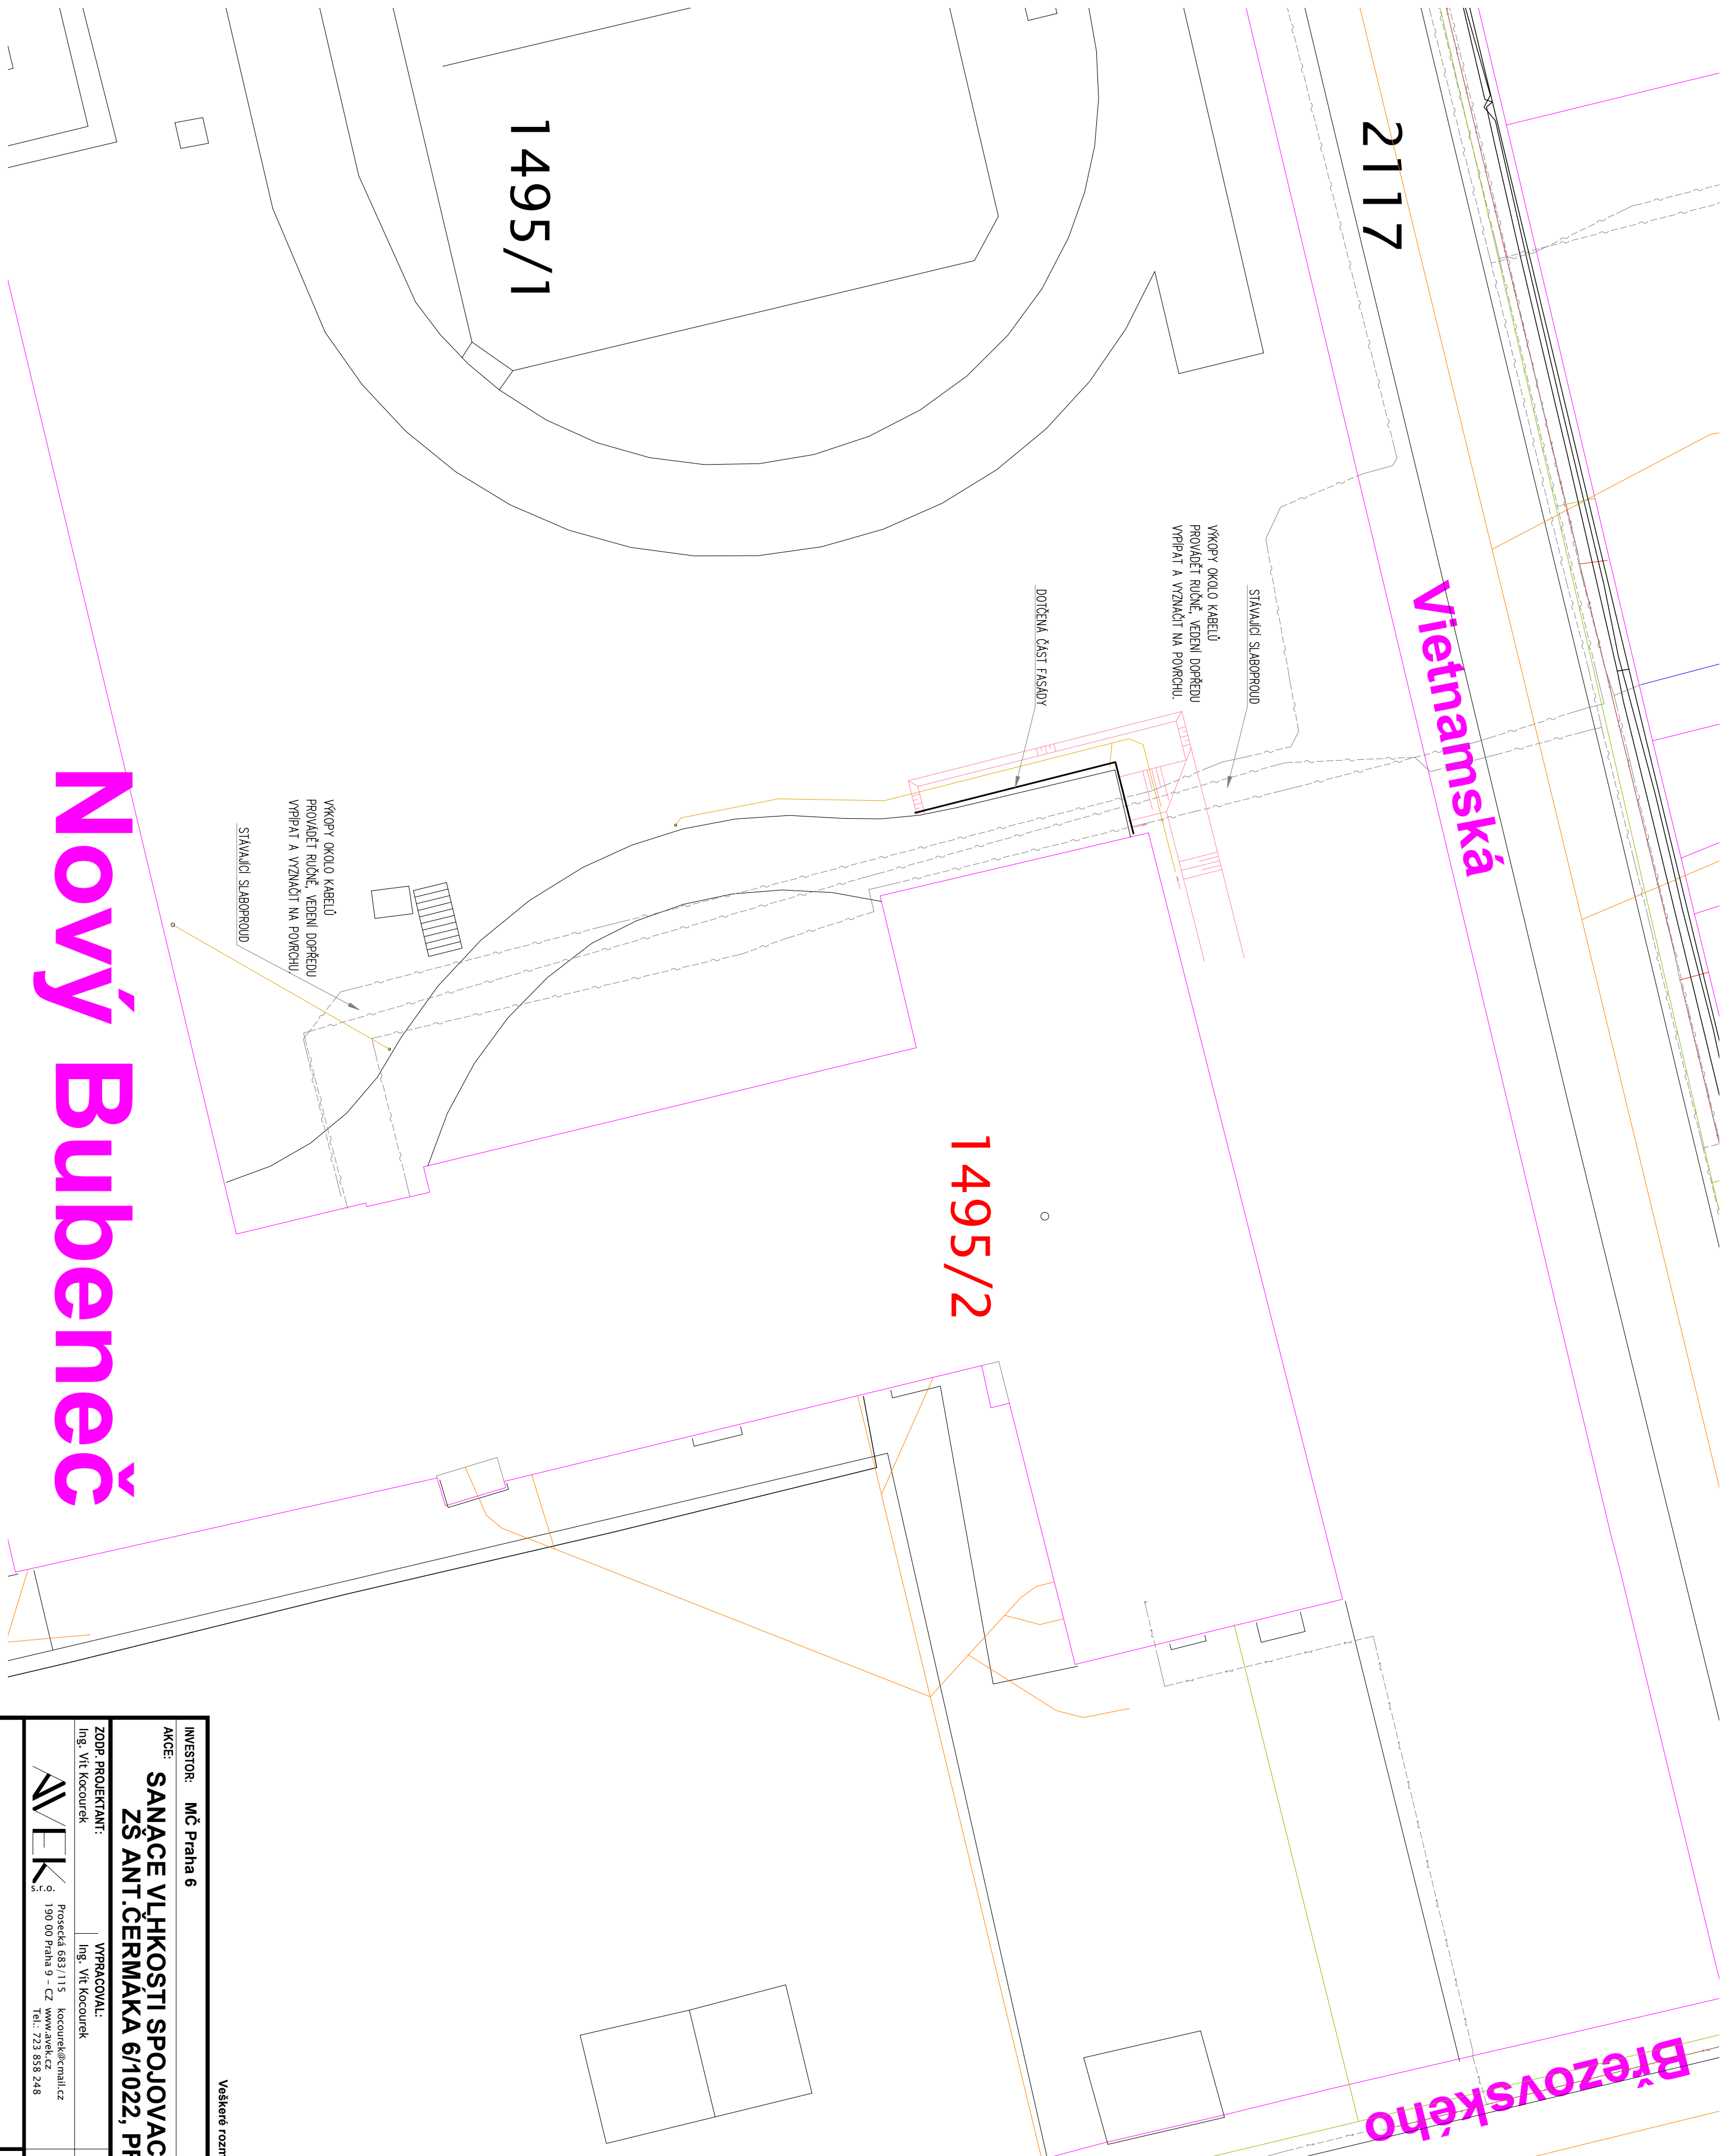 1495/1
2117
Vietnamská
STÁVAJÍCÍ SLABOPROUD
VÝKOPY OKOLO KABELŮ
PROVÁDĚT RUČNĚ, VEDENÍ DOPŘEDU
VYPÍPAT A VYZNAČIT NA POVRCHU.
DOTČENÁ ČÁST FASÁDY
VÝKOPY OKOLO KABELŮ
PROVÁDĚT RUČNĚ, VEDENÍ DOPŘEDU
VYPÍPAT A VYZNAČIT NA POVRCHU.
STÁVAJÍCÍ SLABOPROUD
Nový Bubeneč
1495/2
Březovského
Veškeré
INVESTOR: MČ Praha 6
AKCE: SANACE VLHKOSTI
ZŠ ANT.ČERMÁKA 6/1022,
ZODP. PROJEKTANT: VYPRACOVAL:
Ing. Vít Kocourek Ing. Vít Kocourek
AVEK s.r.o.
Prosecká 683/115 kocourek@cmail.cz
190 00 Praha 9 - CZ www.avek.cz
Tel.: 723 858 248